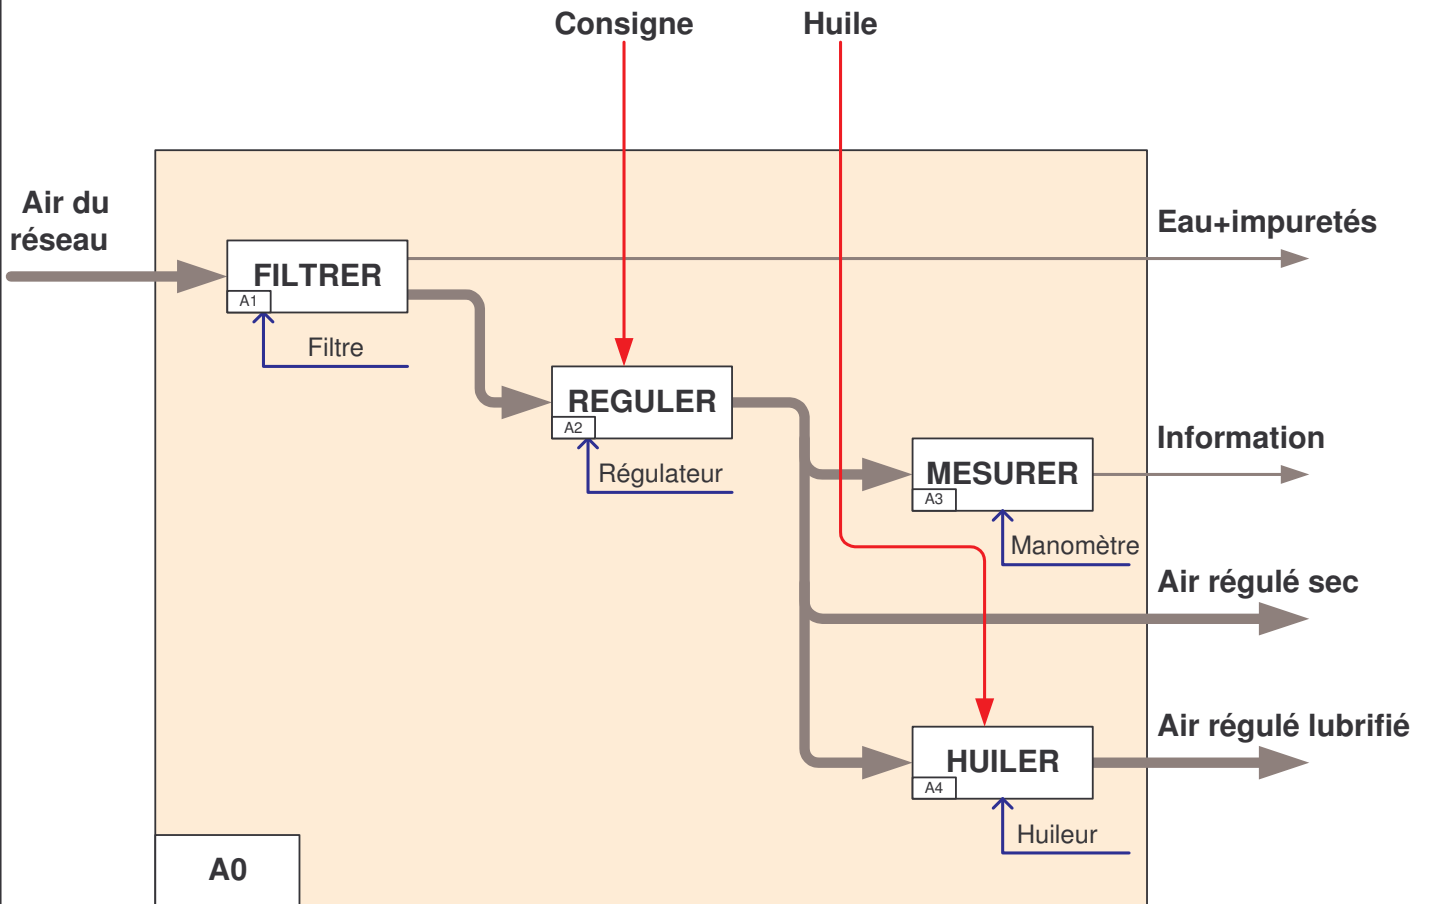 Consigne
Huile
Air du
réseau
Eau+impuretés
FILTRER
A1
Filtre
REGULER
A2
Régulateur
Information
MESURER
A3
Manomètre
Air régulé sec
Air régulé lubrifié
HUILER
A4
Huileur
A0